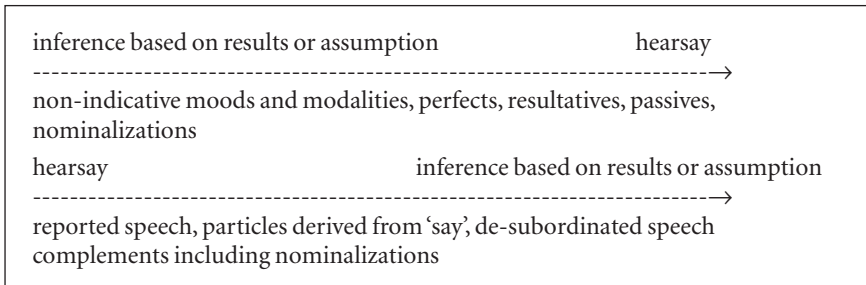 inference based on results or assumption hearsay
--------------------------------------------------------------------------→
non-indicative moods and modalities, perfects, resultatives, passives,
nominalizations
hearsay inference based on results or assumption
--------------------------------------------------------------------------→
reported speech, particles derived from ‘say’, de-subordinated speech
complements including nominalizations